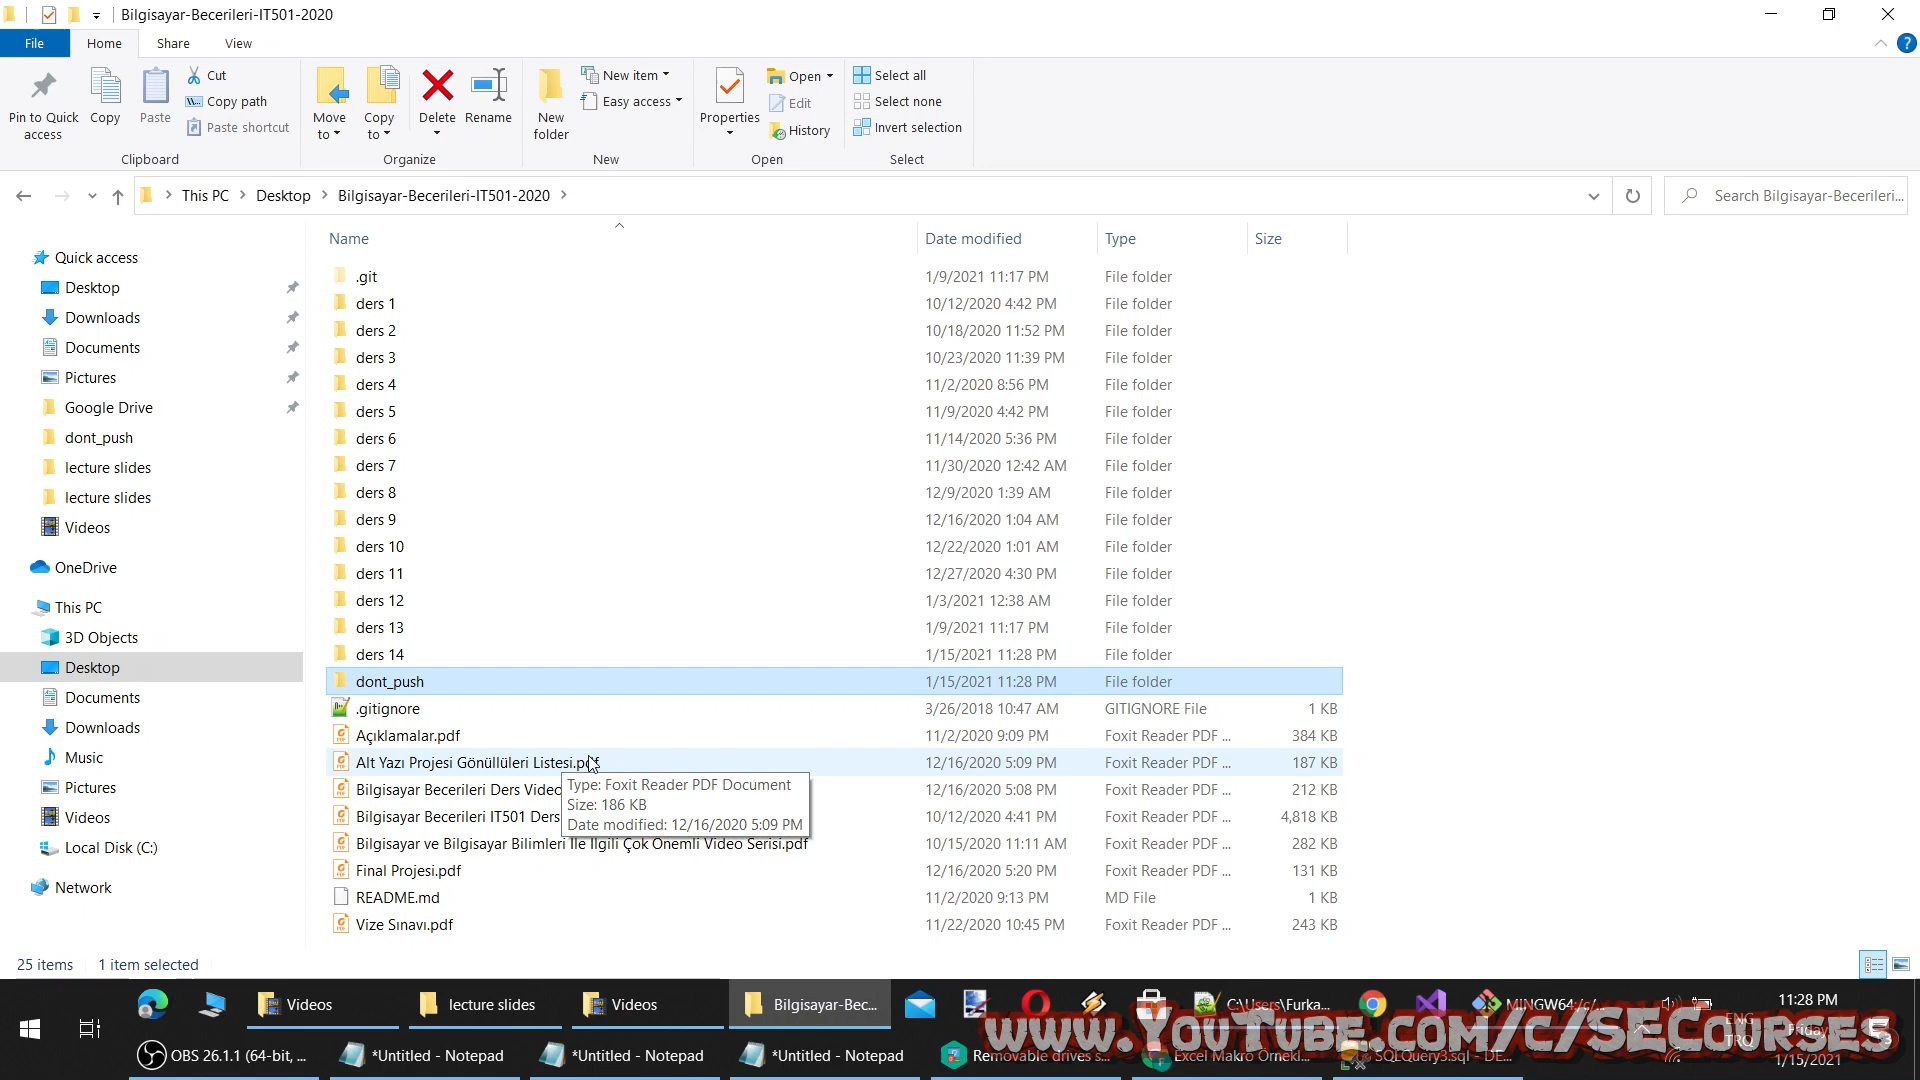 Bilgisayar-Becerileri-IT501-2020
File Home Share View
Pin to Quick access
Copy
Paste
Cut
Copy path
Paste shortcut
Clipboard
Move to
Copy to
Delete
Rename
Organize
New folder
New item
Easy access
New
Properties
Open
Edit
History
Open
Select all
Select none
Invert selection
Select
This PC > Desktop > Bilgisayar-Becerileri-IT501-2020 >
Search Bilgisayar-Becerileri...
Quick access
Desktop
Downloads
Documents
Pictures
Google Drive
dont_push
lecture slides
lecture slides
Videos
OneDrive
This PC
3D Objects
Desktop
Documents
Downloads
Music
Pictures
Videos
Local Disk (C:)
Network
Name Date modified Type Size
.git 1/9/2021 11:17 PM File folder
ders 1 10/12/2020 4:42 PM File folder
ders 2 10/18/2020 11:52 PM File folder
ders 3 10/23/2020 11:39 PM File folder
ders 4 11/2/2020 8:56 PM File folder
ders 5 11/9/2020 4:42 PM File folder
ders 6 11/14/2020 5:36 PM File folder
ders 7 11/30/2020 12:42 AM File folder
ders 8 12/9/2020 1:39 AM File folder
ders 9 12/16/2020 1:04 AM File folder
ders 10 12/22/2020 1:01 AM File folder
ders 11 12/27/2020 4:30 PM File folder
ders 12 1/3/2021 12:38 AM File folder
ders 13 1/9/2021 11:17 PM File folder
ders 14 1/15/2021 11:28 PM File folder
dont_push 1/15/2021 11:28 PM File folder
.gitignore 3/26/2018 10:47 AM GITIGNORE File 1 KB
Açıklamalar.pdf 11/2/2020 9:09 PM Foxit Reader PDF ... 384 KB
Alt Yazı Projesi Gönüllüleri Listesi.pdf 12/16/2020 5:09 PM Foxit Reader PDF ... 187 KB
Bilgisayar Becerileri Ders Video 12/16/2020 5:08 PM Foxit Reader PDF ... 212 KB
Bilgisayar Becerileri IT501 Ders 10/12/2020 4:41 PM Foxit Reader PDF ... 4,818 KB
Bilgisayar ve Bilgisayar Bilimleri İle İlgili Çok Önemli Video Serisi.pdf 10/15/2020 11:11 AM Foxit Reader PDF ... 282 KB
Final Projesi.pdf 12/16/2020 5:20 PM Foxit Reader PDF ... 131 KB
README.md 11/2/2020 9:13 PM MD File 1 KB
Vize Sınavı.pdf 11/22/2020 10:45 PM Foxit Reader PDF ... 243 KB
Type: Foxit Reader PDF Document
Size: 186 KB
Date modified: 12/16/2020 5:09 PM
25 items 1 item selected
Videos
lecture slides
Videos
Bilgisayar-Bec...
C:\Users\Furka...
MINGW64:/c/...
OBS 26.1.1 (64-bit, ...
*Untitled - Notepad
*Untitled - Notepad
*Untitled - Notepad
Removable drives s...
Excel Makro Örnekl...
SQLQuery3.sql - DE...
ENG
TRQ
11:28 PM
Friday
1/15/2021
www.YouTube.com/c/SECourses